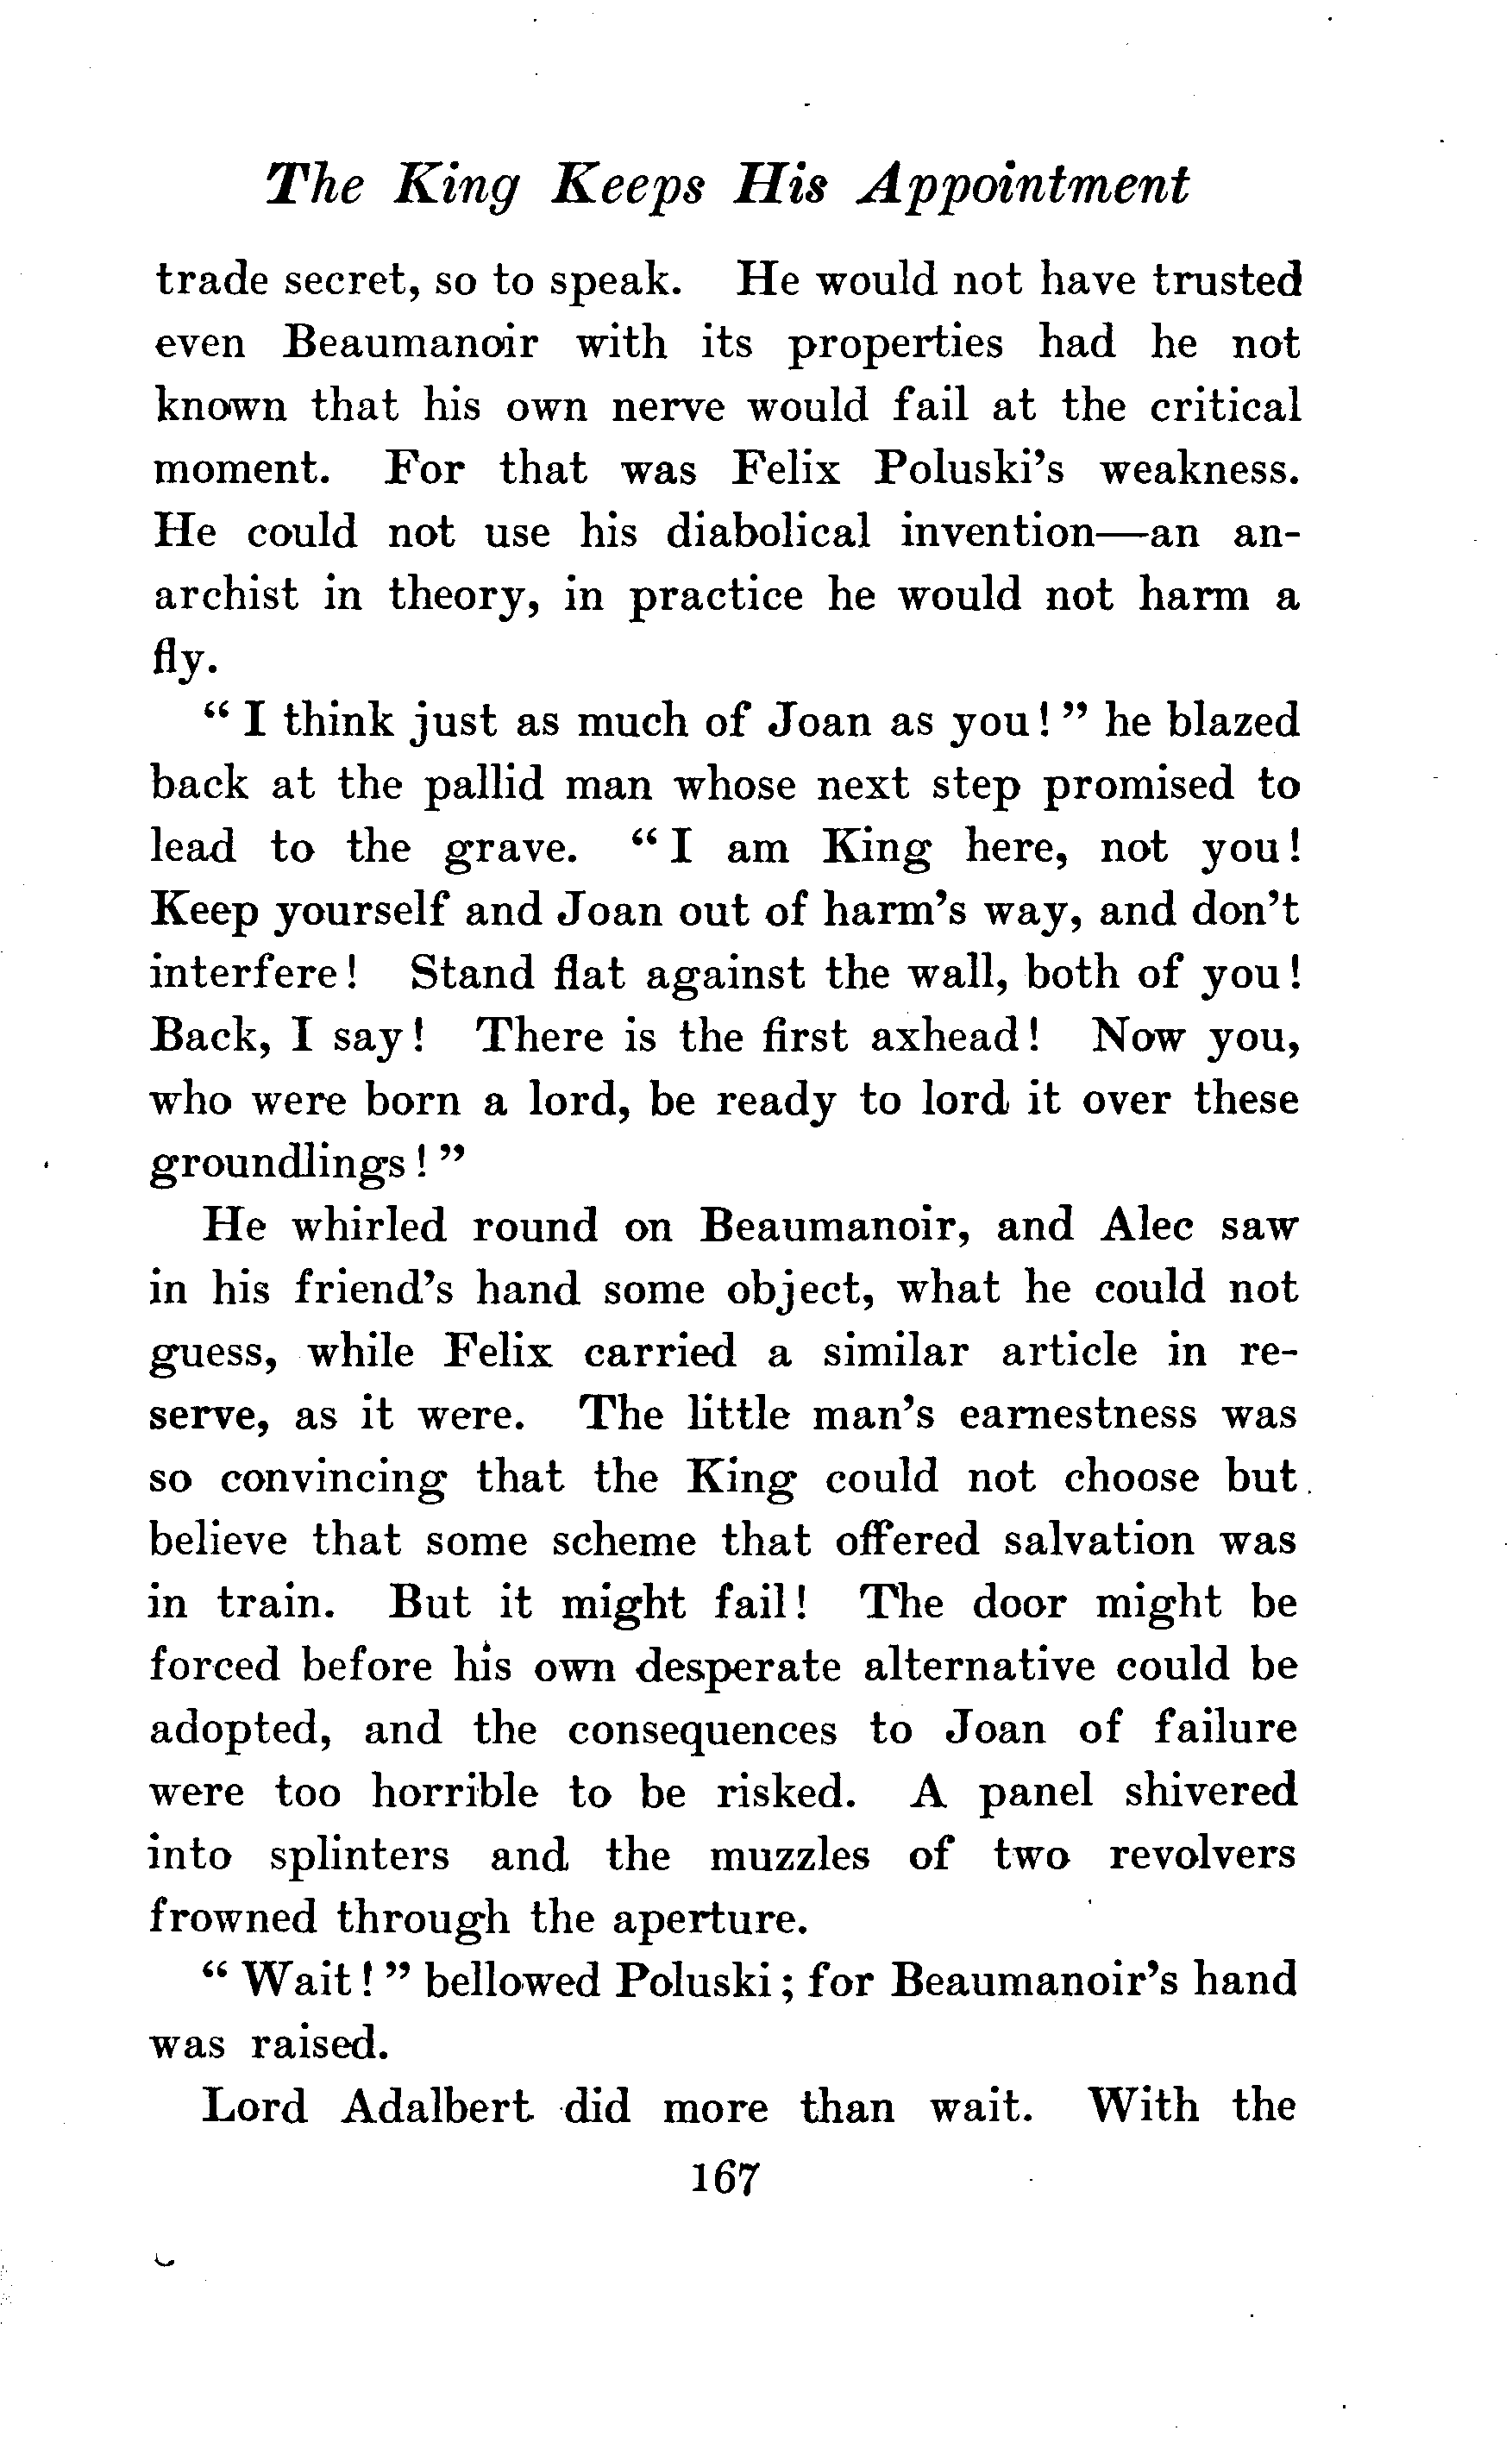 The King Keeps His Appointment
trade secret, so to speak. He would not have trusted
even Beaumanoir with its properties had he not
known that his own nerve would fail at the critical
moment. For that was Felix Poluski's weakness.
He could not use his diabolical invention—an an-
archist in theory, in practice he would not harm a
fly.
" I think just as much of Joan as you! " he blazed
back at the pallid man whose next step promised to
lead to the grave. " I am King here, not you!
Keep yourself and Joan out of harm's way, and don't
interfere! Stand flat against the wall, both of you!
Back, I say! There is the first axhead! Now you,
who were born a lord, be ready to lord it over these
groundlings! "
He whirled round on Beaumanoir, and Alec saw
in his friend's hand some object, what he could not
guess, while Felix carried a similar article in re-
serve, as it were. The little man's earnestness was
so convincing that the King could not choose but
believe that some scheme that offered salvation was
in train. But it might fail! The door might be
forced before his own desperate alternative could be
adopted, and the consequences to Joan of failure
were too horrible to be risked. A panel shivered
into splinters and the muzzles of two revolvers
frowned through the aperture.
" Wait! " bellowed Poluski; for Beaumanoir's hand
was raised.
Lord Adalbert did more than wait. With the
167